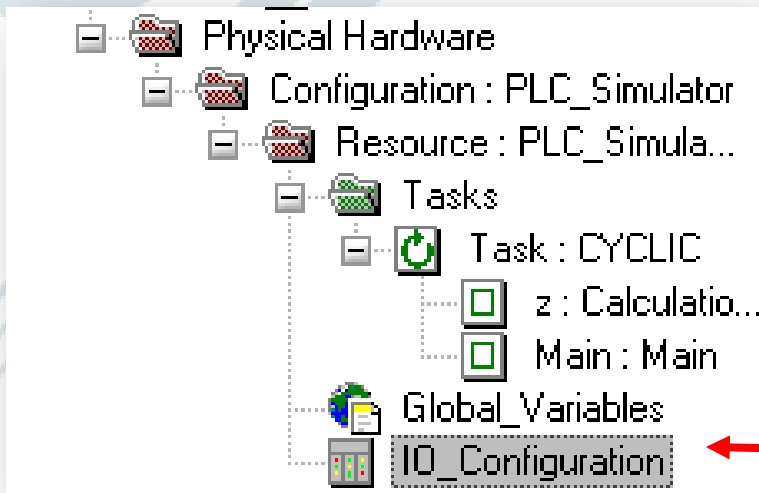 Physical Hardware
Configuration : PLC_Simulator
Resource : PLC_Simula...
Tasks
Task : CYCLIC
z : Calculatio...
Main : Main
Global_Variables
IO_Configuration